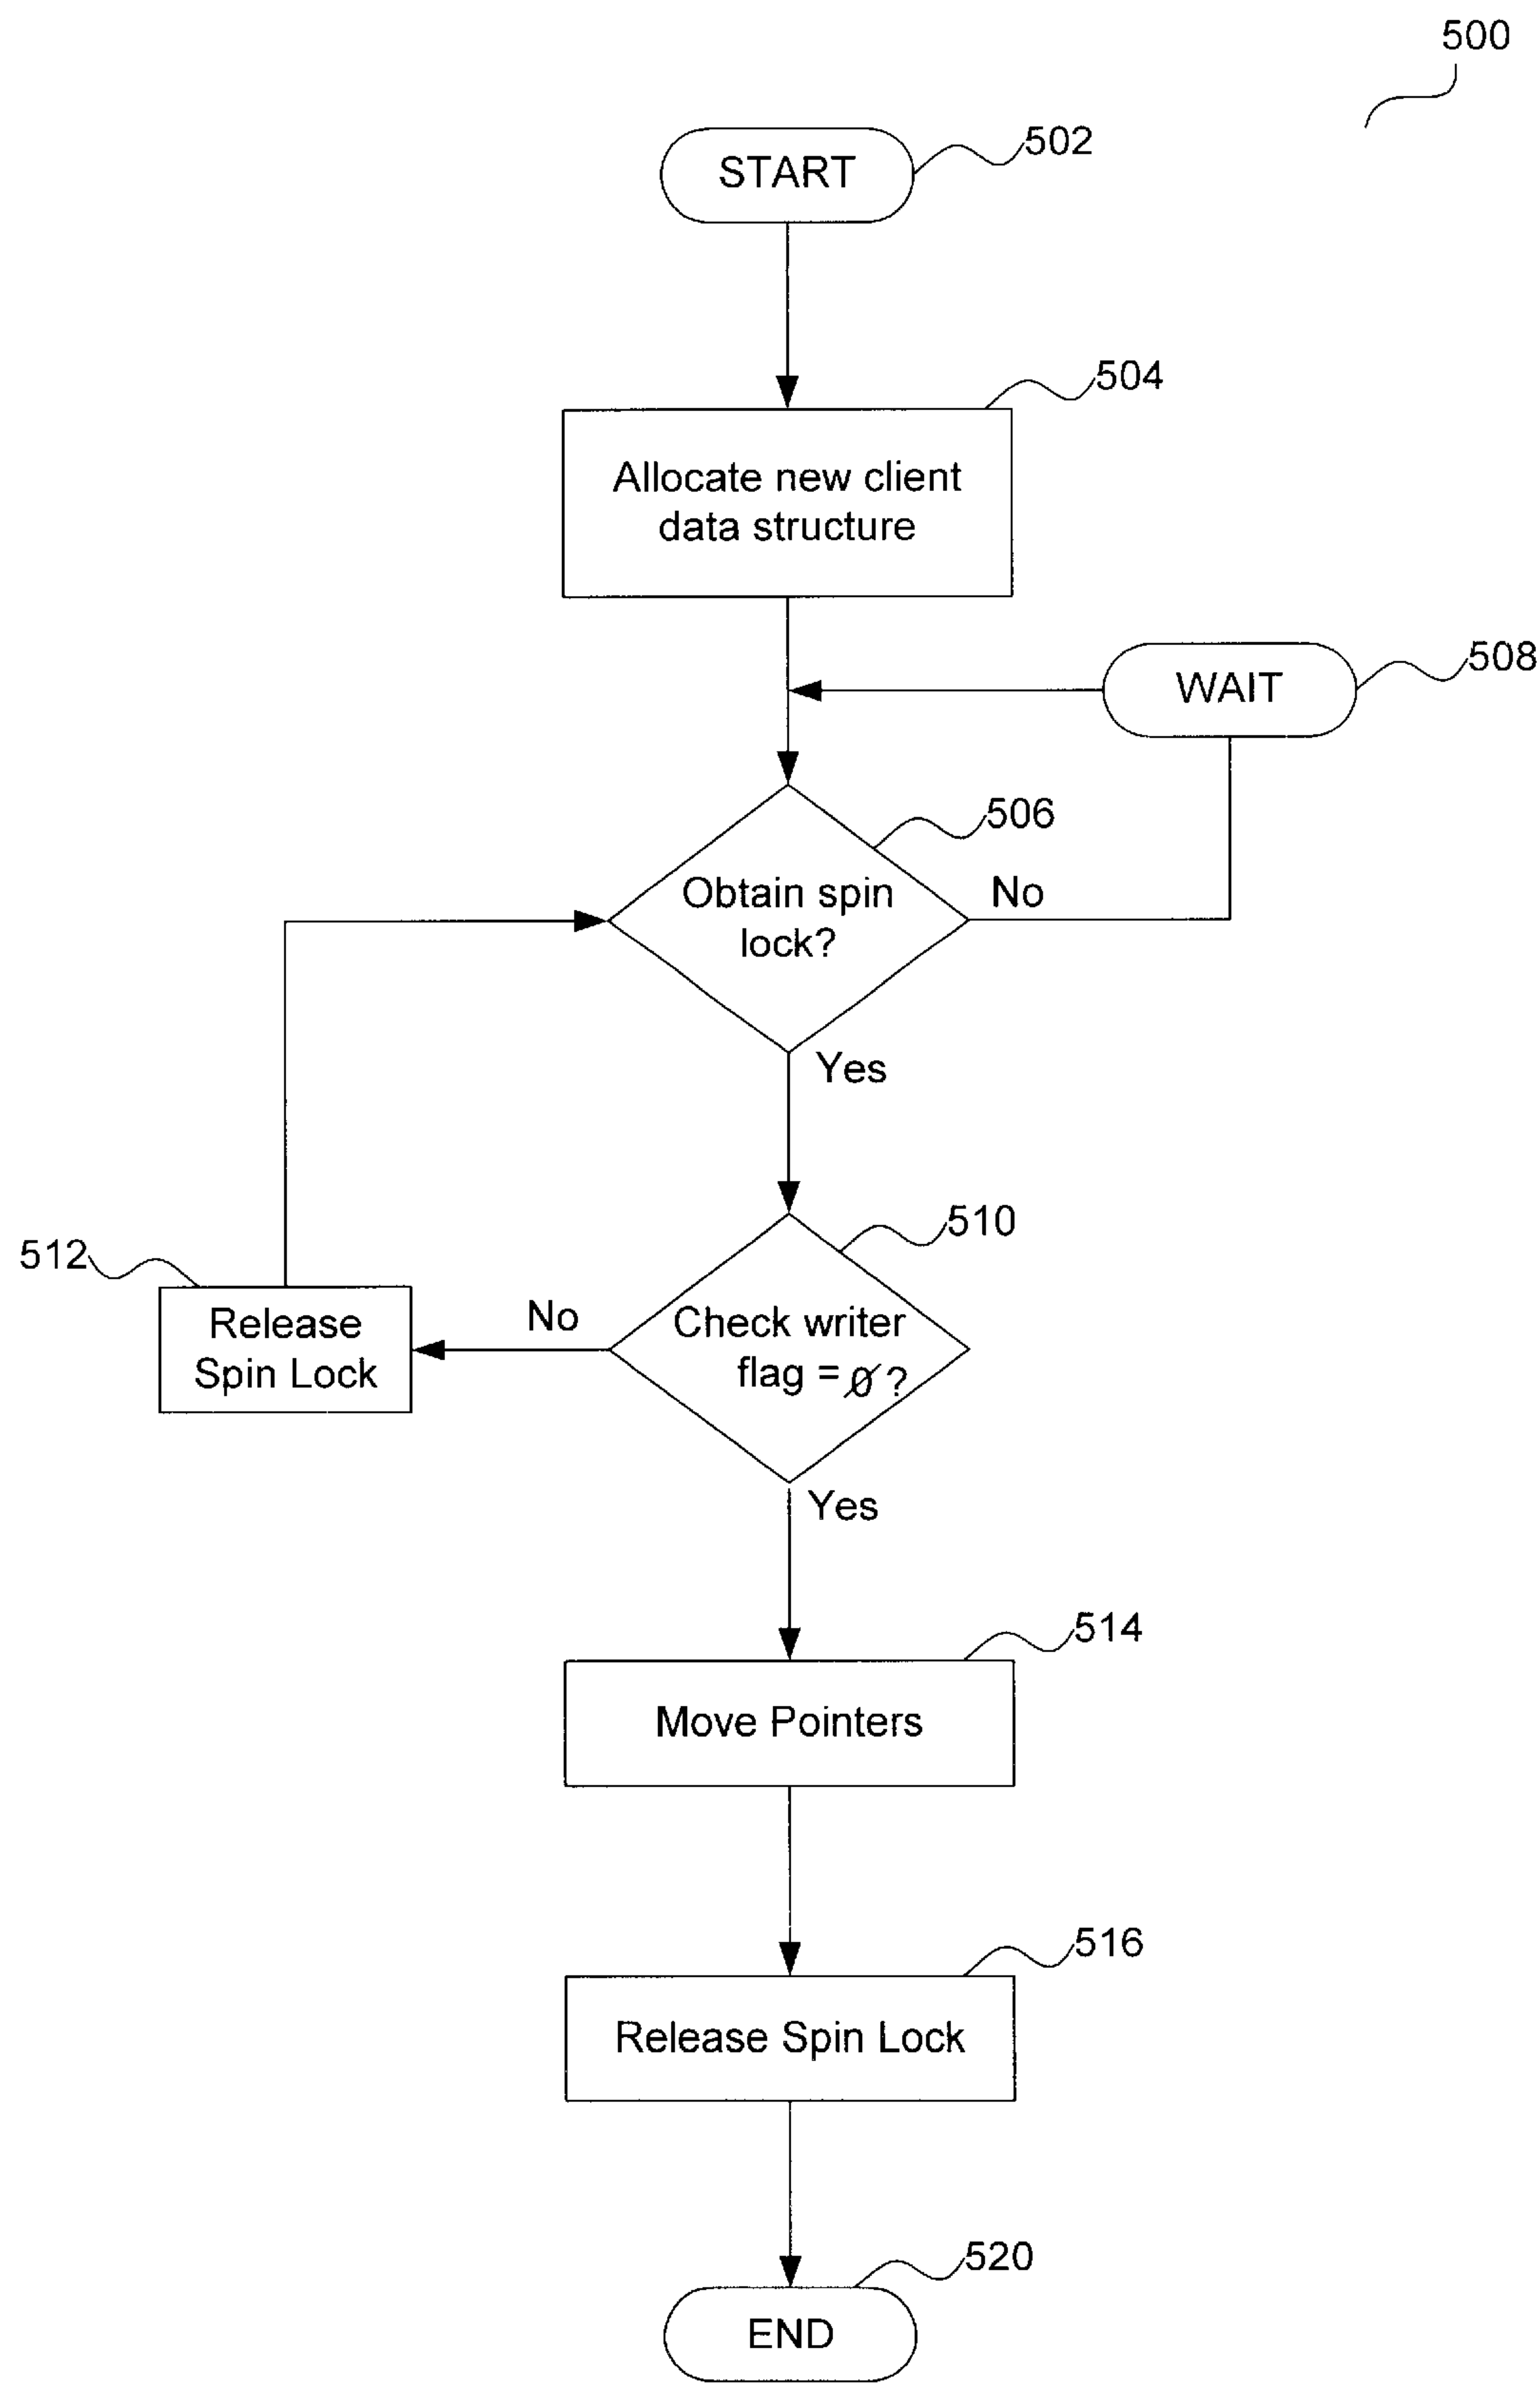 500
START
502
504
Allocate new client
data structure
508
WAIT
506
Obtain spin
lock?
No
Yes
510
512
Release
Spin Lock
No
Check writer
flag = 0̸ ?
Yes
514
Move Pointers
516
Release Spin Lock
520
END